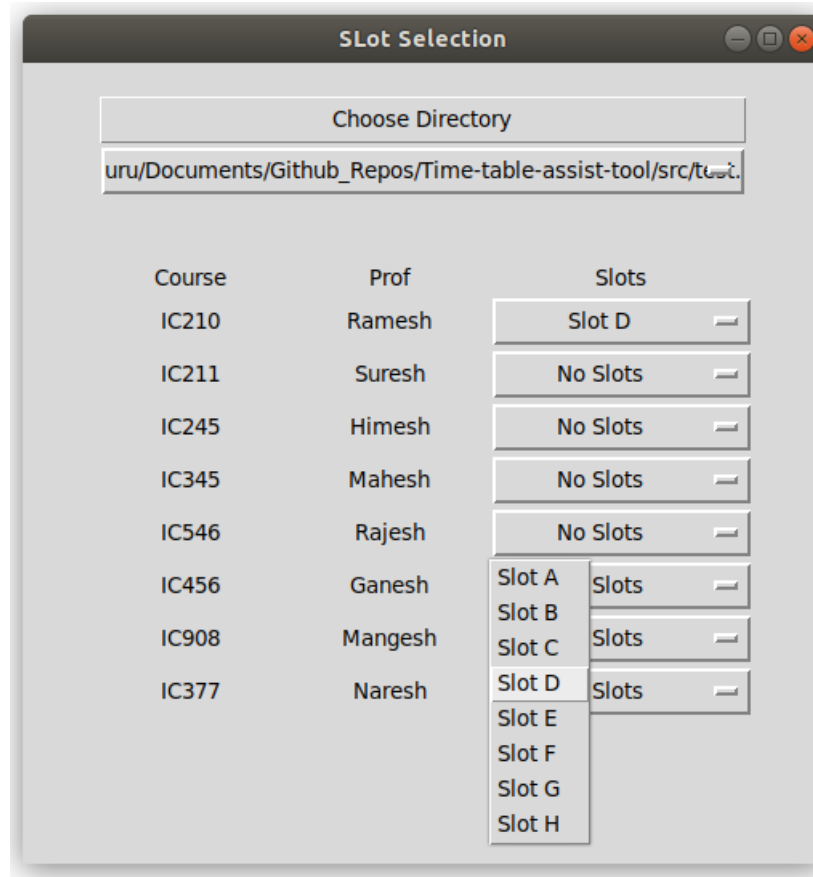 SLot Selection
Choose Directory
uru/Documents/Github_Repos/Time-table-assist-tool/src/test.
Course Prof Slots
IC210 Ramesh Slot D
IC211 Suresh No Slots
IC245 Himesh No Slots
IC345 Mahesh No Slots
IC546 Rajesh No Slots
IC456 Ganesh Slots
IC908 Mangesh Slots
IC377 Naresh Slots
Slot A
Slot B
Slot C
Slot D
Slot E
Slot F
Slot G
Slot H